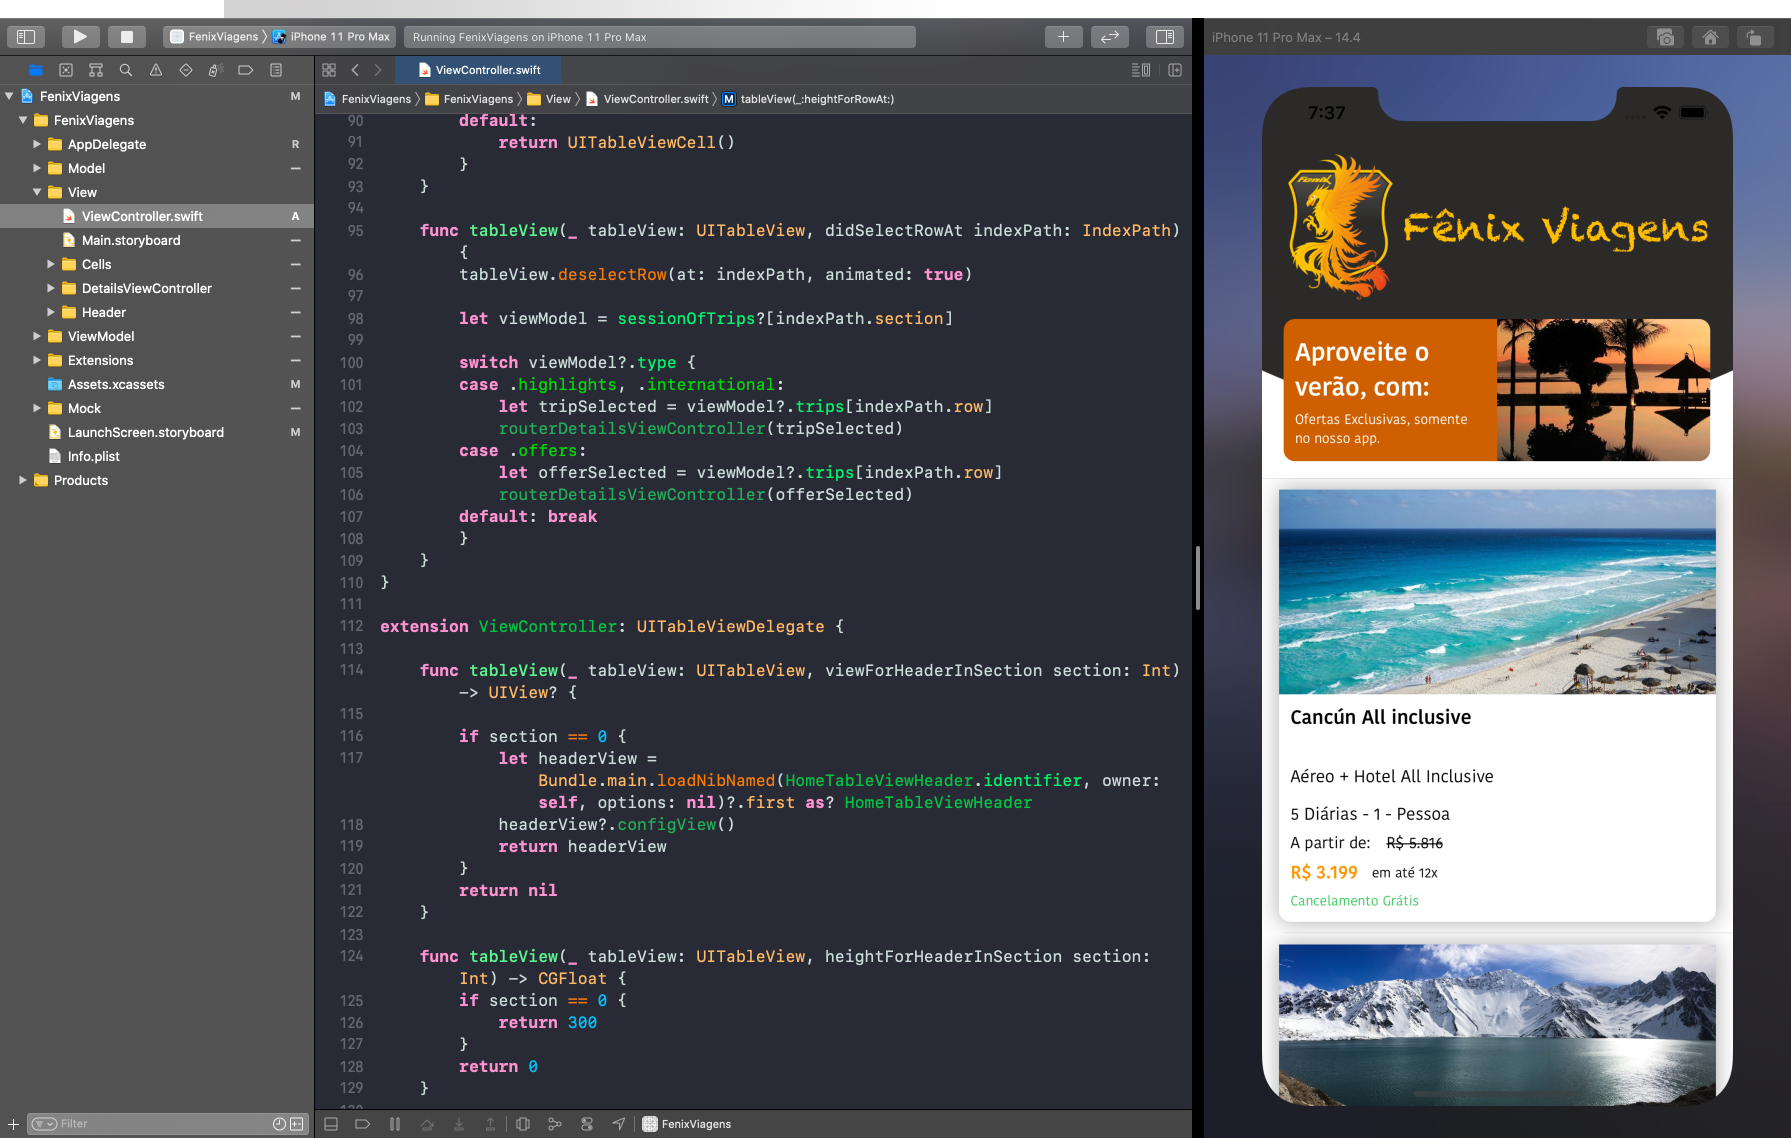 FenixViagens
iPhone 11 Pro Max
Running FenixViagens on iPhone 11 Pro Max
iPhone 11 Pro Max – 14.4
ViewController.swift
FenixViagens
M
FenixViagens
AppDelegate
R
Model
View
ViewController.swift
A
Main.storyboard
Cells
DetailsViewController
Header
ViewModel
Extensions
Assets.xcassets
M
Mock
LaunchScreen.storyboard
M
Info.plist
Products
Filter
FenixViagens
FenixViagens
View
ViewController.swift
M
tableView(_:heightForRowAt:)
90 default:
91 return UITableViewCell()
92 }
93 }
94
95 func tableView(_ tableView: UITableView, didSelectRowAt indexPath: IndexPath)
{
96 tableView.deselectRow(at: indexPath, animated: true)
97
98 let viewModel = sessionOfTrips?[indexPath.section]
99
100 switch viewModel?.type {
101 case .highlights, .international:
102 let tripSelected = viewModel?.trips[indexPath.row]
103 routerDetailsViewController(tripSelected)
104 case .offers:
105 let offerSelected = viewModel?.trips[indexPath.row]
106 routerDetailsViewController(offerSelected)
107 default: break
108 }
109 }
110 }
111
112 extension ViewController: UITableViewDelegate {
113
114 func tableView(_ tableView: UITableView, viewForHeaderInSection section: Int)
-> UIView? {
115
116 if section == 0 {
117 let headerView =
Bundle.main.loadNibNamed(HomeTableViewHeader.identifier, owner:
self, options: nil)?.first as? HomeTableViewHeader
118 headerView?.configView()
119 return headerView
120 }
121 return nil
122 }
123
124 func tableView(_ tableView: UITableView, heightForHeaderInSection section:
Int) -> CGFloat {
125 if section == 0 {
126 return 300
127 }
128 return 0
129 }
FenixViagens
7:37
Fenix
Fênix Viagens
Aproveite o
verão, com:
Ofertas Exclusivas, somente
no nosso app.
Cancún All inclusive
Aéreo + Hotel All Inclusive
5 Diárias - 1 - Pessoa
A partir de: R$ 5.816
R$ 3.199 em até 12x
Cancelamento Grátis